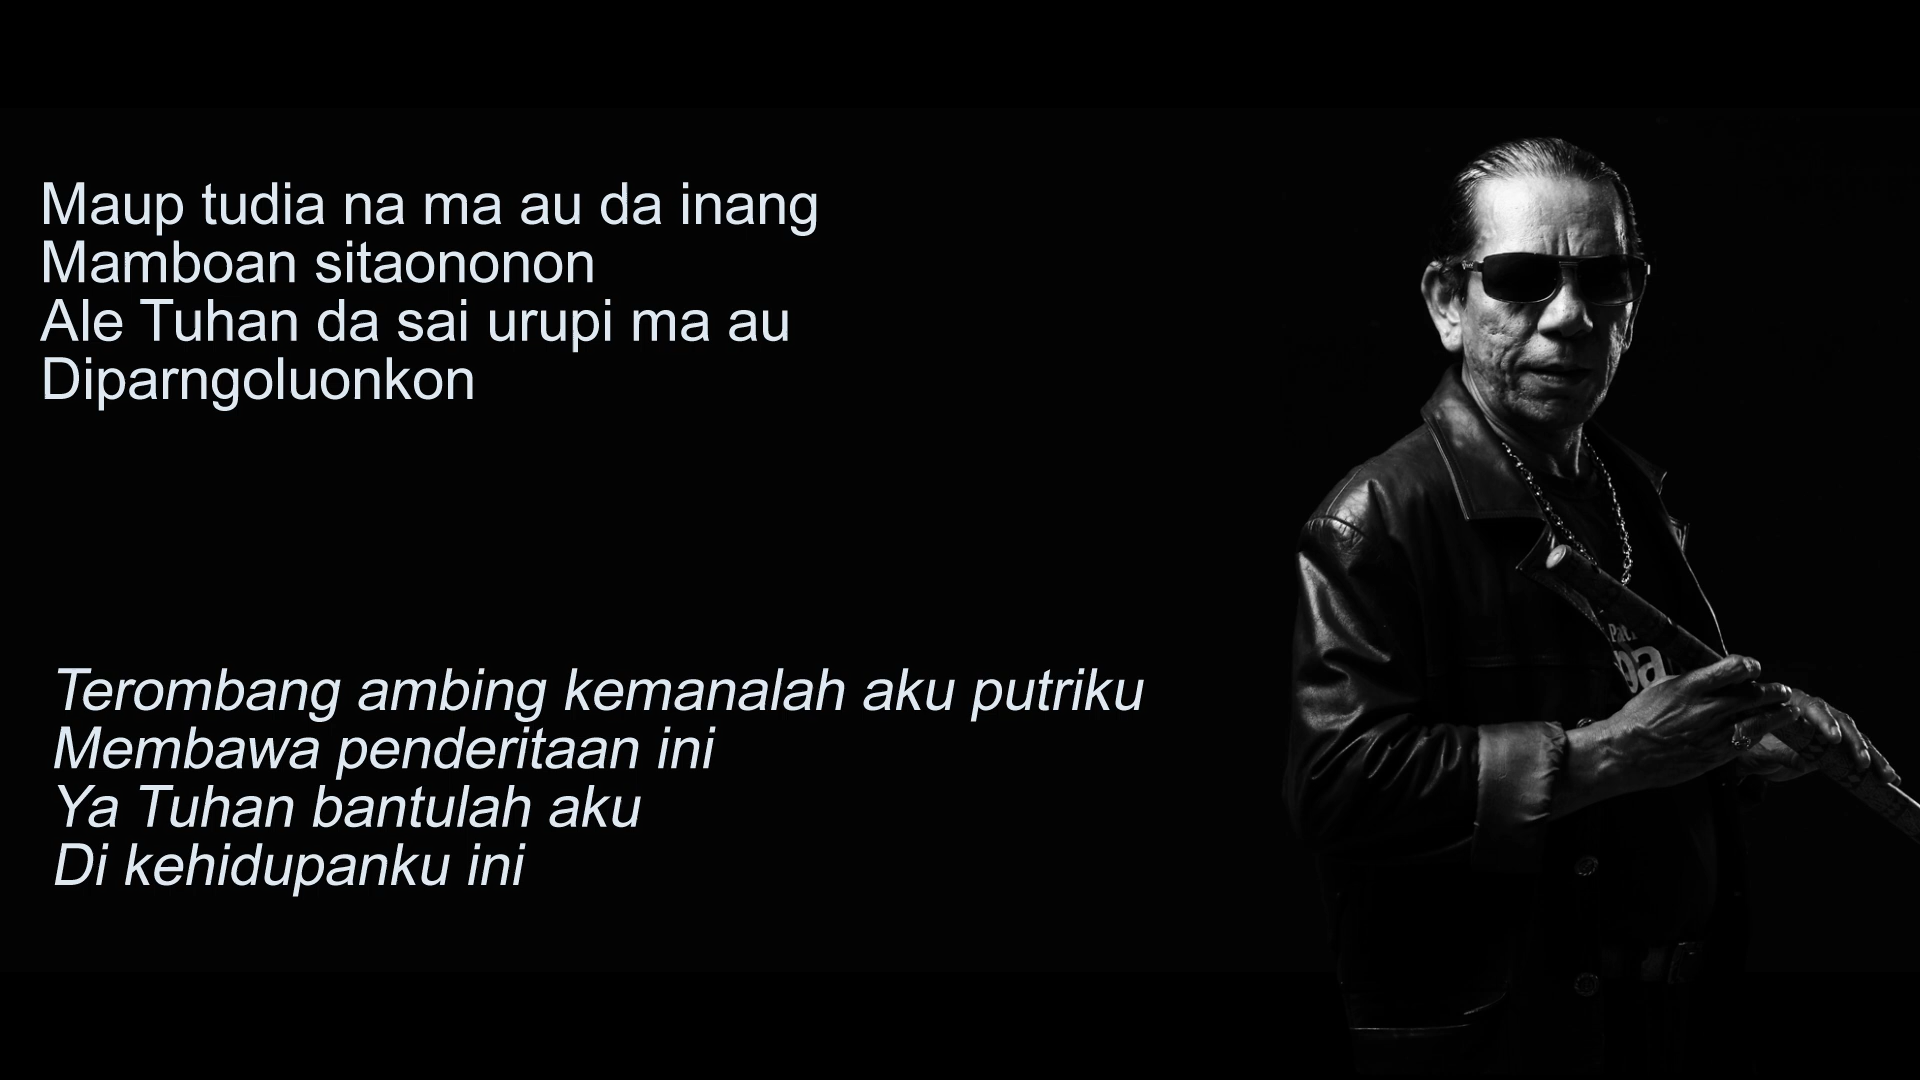 Maup tudia na ma au da inang
Mamboan sitaononon
Ale Tuhan da sai urupi ma au
Diparngoluonkon
Terombang ambing kemanalah aku putriku
Membawa penderitaan ini
Ya Tuhan bantulah aku
Di kehidupanku ini